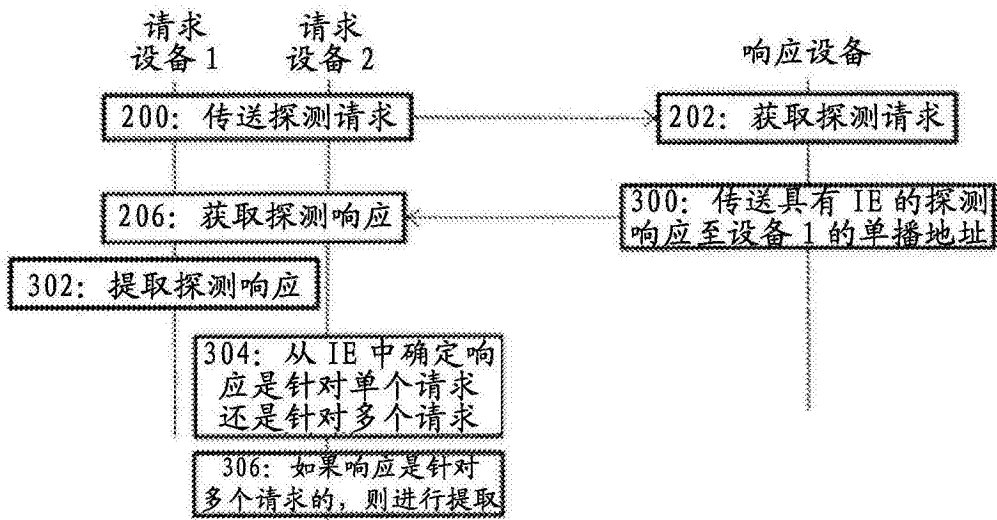 请求
设备 1
请求
设备 2
响应设备
200：传送探测请求
202：获取探测请求
206：获取探测响应
300：传送具有 IE 的探测
响应至设备 1 的单播地址
302：提取探测响应
304：从 IE 中确定响
应是针对单个请求
还是针对多个请求
306：如果响应是针对
多个请求的，则进行提取